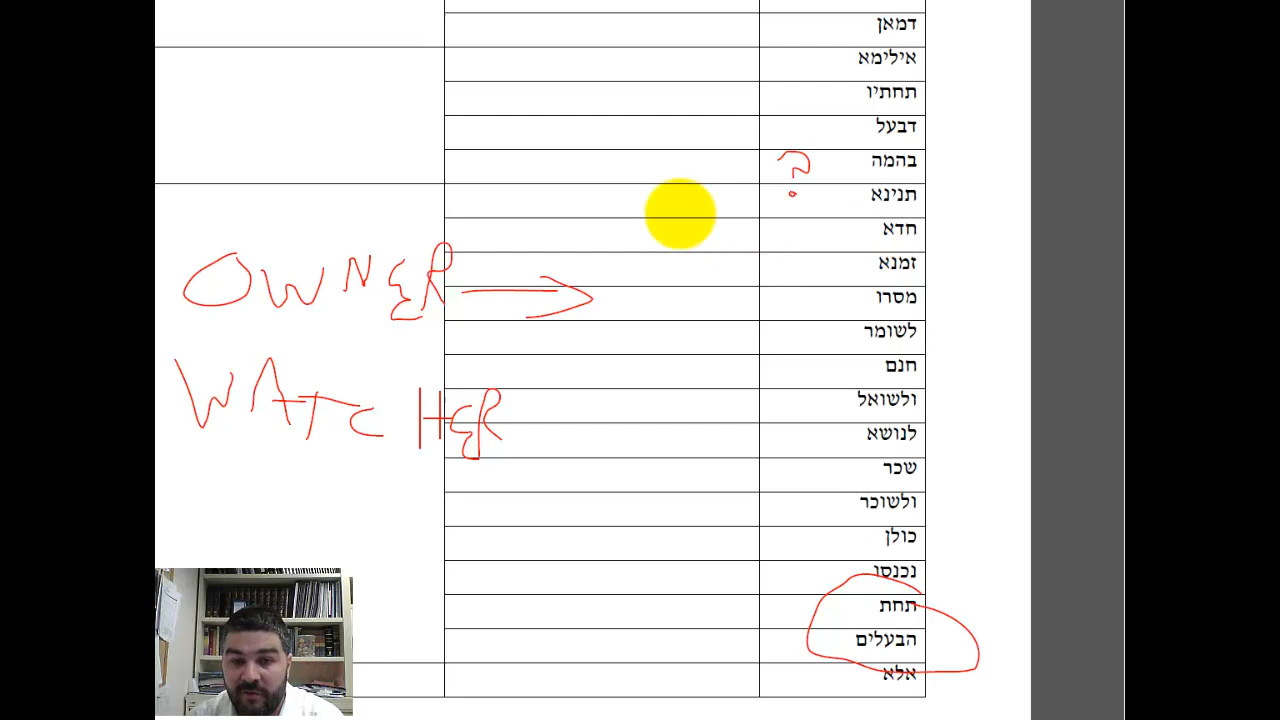 דמאן
אילימא
תחתיו
דבעל
בהמה
?
תנינא
חדא
זמנא
OWNER
מסרו
לשומר
חנם
WATCHER
ולשואל
לנושא
שכר
ולשוכר
כולן
נכנסו
תחת
הבעלים
אלא